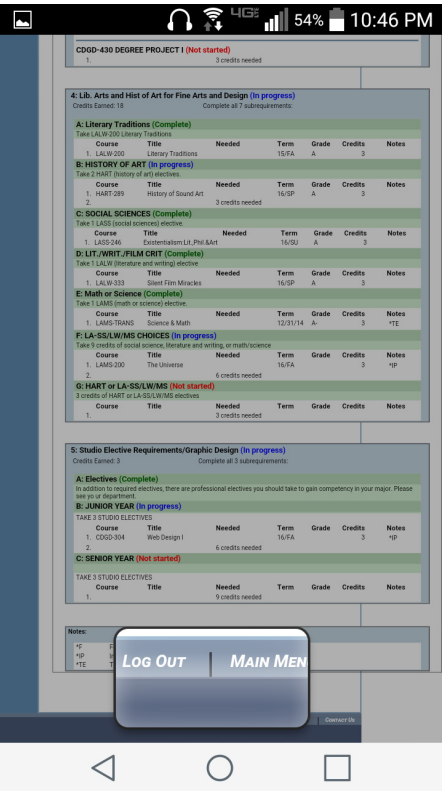 4G 54% 10:46 PM
CDGD-430 DEGREE PROJECT I (Not started)
1. 3 credits needed
4: Lib. Arts and Hist of Art for Fine Arts and Design (In progress)
Credits Earned: 18 Complete all 7 subrequirements:
A: Literary Traditions (Complete)
Take LALW-200 Literary Traditions
Course Title Needed Term Grade Credits Notes
1. LALW-200 Literary Traditions 15/FA A 3
B: HISTORY OF ART (In progress)
Take 2 HART (history of art) electives.
Course Title Needed Term Grade Credits Notes
1. HART-289 History of Sound Art 16/SP A 3
2. 3 credits needed
C: SOCIAL SCIENCES (Complete)
Take 1 LASS (social sciences) elective.
Course Title Needed Term Grade Credits Notes
1. LASS-246 Existentialism:Lit.,Phil.&Art 16/SU A 3
D: LIT./WRIT./FILM CRIT (Complete)
Take 1 LALW (literature and writing) elective
Course Title Needed Term Grade Credits Notes
1. LALW-333 Silent Film Miracles 16/SP A 3
E: Math or Science (Complete)
Take 1 LAMS (math or science) elective.
Course Title Needed Term Grade Credits Notes
1. LAMS-TRANS Science & Math 12/31/14 A- 3 *TE
F: LA-SS/LW/MS CHOICES (In progress)
Take 9 credits of social science, literature and writing, or math/science
Course Title Needed Term Grade Credits Notes
1. LAMS-200 The Universe 16/FA 3 *IP
2. 6 credits needed
G: HART or LA-SS/LW/MS (Not started)
3 credits of HART or LA-SS/LW/MS electives
Course Title Needed Term Grade Credits Notes
1. 3 credits needed
5: Studio Elective Requirements/Graphic Design (In progress)
Credits Earned: 3 Complete all 3 subrequirements:
A: Electives (Complete)
In addition to required electives, there are professional electives you should take to gain competency in your major. Please
see yo ur department.
B: JUNIOR YEAR (In progress)
TAKE 3 STUDIO ELECTIVES
Course Title Needed Term Grade Credits Notes
1. CDGD-304 Web Design I 16/FA 3 *IP
2. 6 credits needed
C: SENIOR YEAR (Not started)
TAKE 3 STUDIO ELECTIVES
Course Title Needed Term Grade Credits Notes
1. 9 credits needed
Notes:
*F
*IP
*TE
LOG OUT MAIN MEN
Contact Us